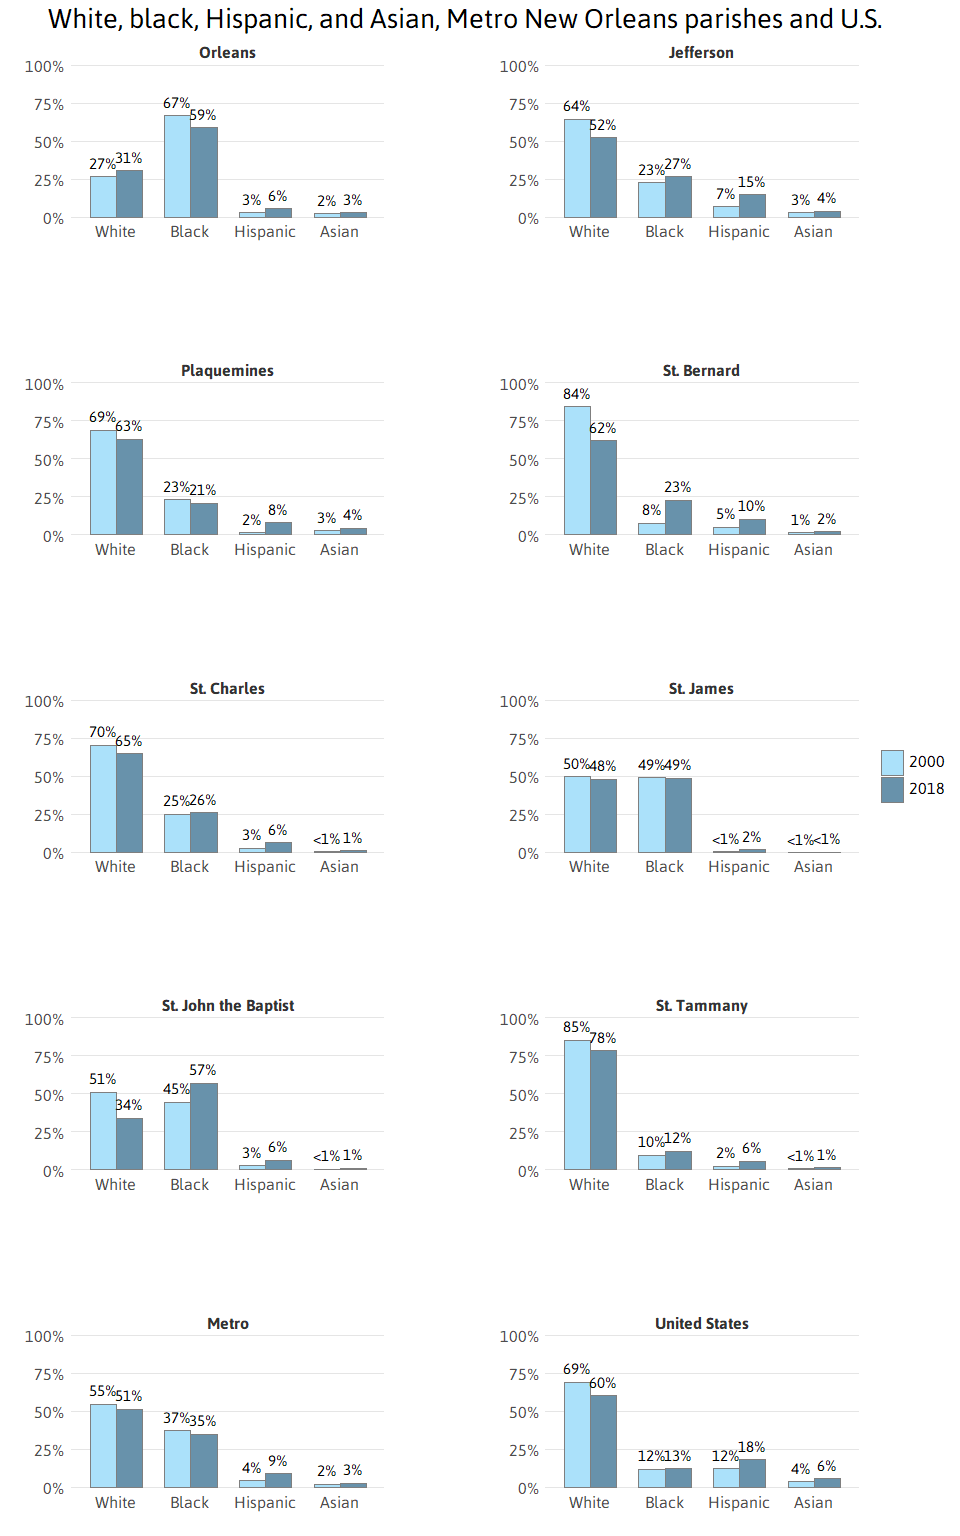 White, black, Hispanic, and Asian, Metro New Orleans parishes and U.S.
Orleans
100%
75%
50%
25%
0%
27% 31% 67% 59% 3% 6% 2% 3%
White Black Hispanic Asian
Jefferson
100%
75%
50%
25%
0%
64% 52% 23% 27% 7% 15% 3% 4%
White Black Hispanic Asian
Plaquemines
100%
75%
50%
25%
0%
69% 63% 23% 21% 2% 8% 3% 4%
White Black Hispanic Asian
St. Bernard
100%
75%
50%
25%
0%
84% 62% 8% 23% 5% 10% 1% 2%
White Black Hispanic Asian
St. Charles
100%
75%
50%
25%
0%
70% 65% 25% 26% 3% 6% <1% 1%
White Black Hispanic Asian
St. James
100%
75%
50%
25%
0%
50% 48% 49% 49% <1% 2% <1% <1%
White Black Hispanic Asian
2000
2018
St. John the Baptist
100%
75%
50%
25%
0%
51% 34% 45% 57% 3% 6% <1% 1%
White Black Hispanic Asian
St. Tammany
100%
75%
50%
25%
0%
85% 78% 10% 12% 2% 6% <1% 1%
White Black Hispanic Asian
Metro
100%
75%
50%
25%
0%
55% 51% 37% 35% 4% 9% 2% 3%
White Black Hispanic Asian
United States
100%
75%
50%
25%
0%
69% 60% 12% 13% 12% 18% 4% 6%
White Black Hispanic Asian